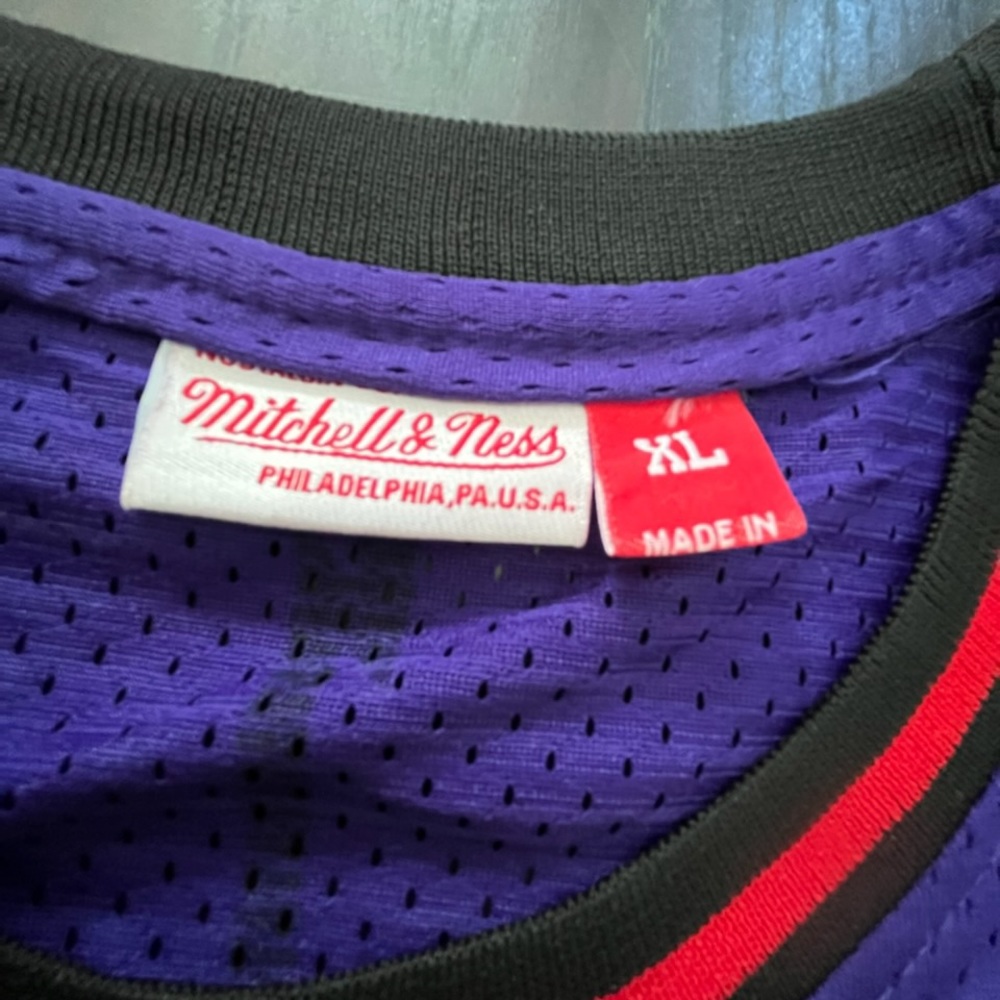 Mitchell & Ness
PHILADELPHIA,PA.U.S.A.
XL
MADE IN